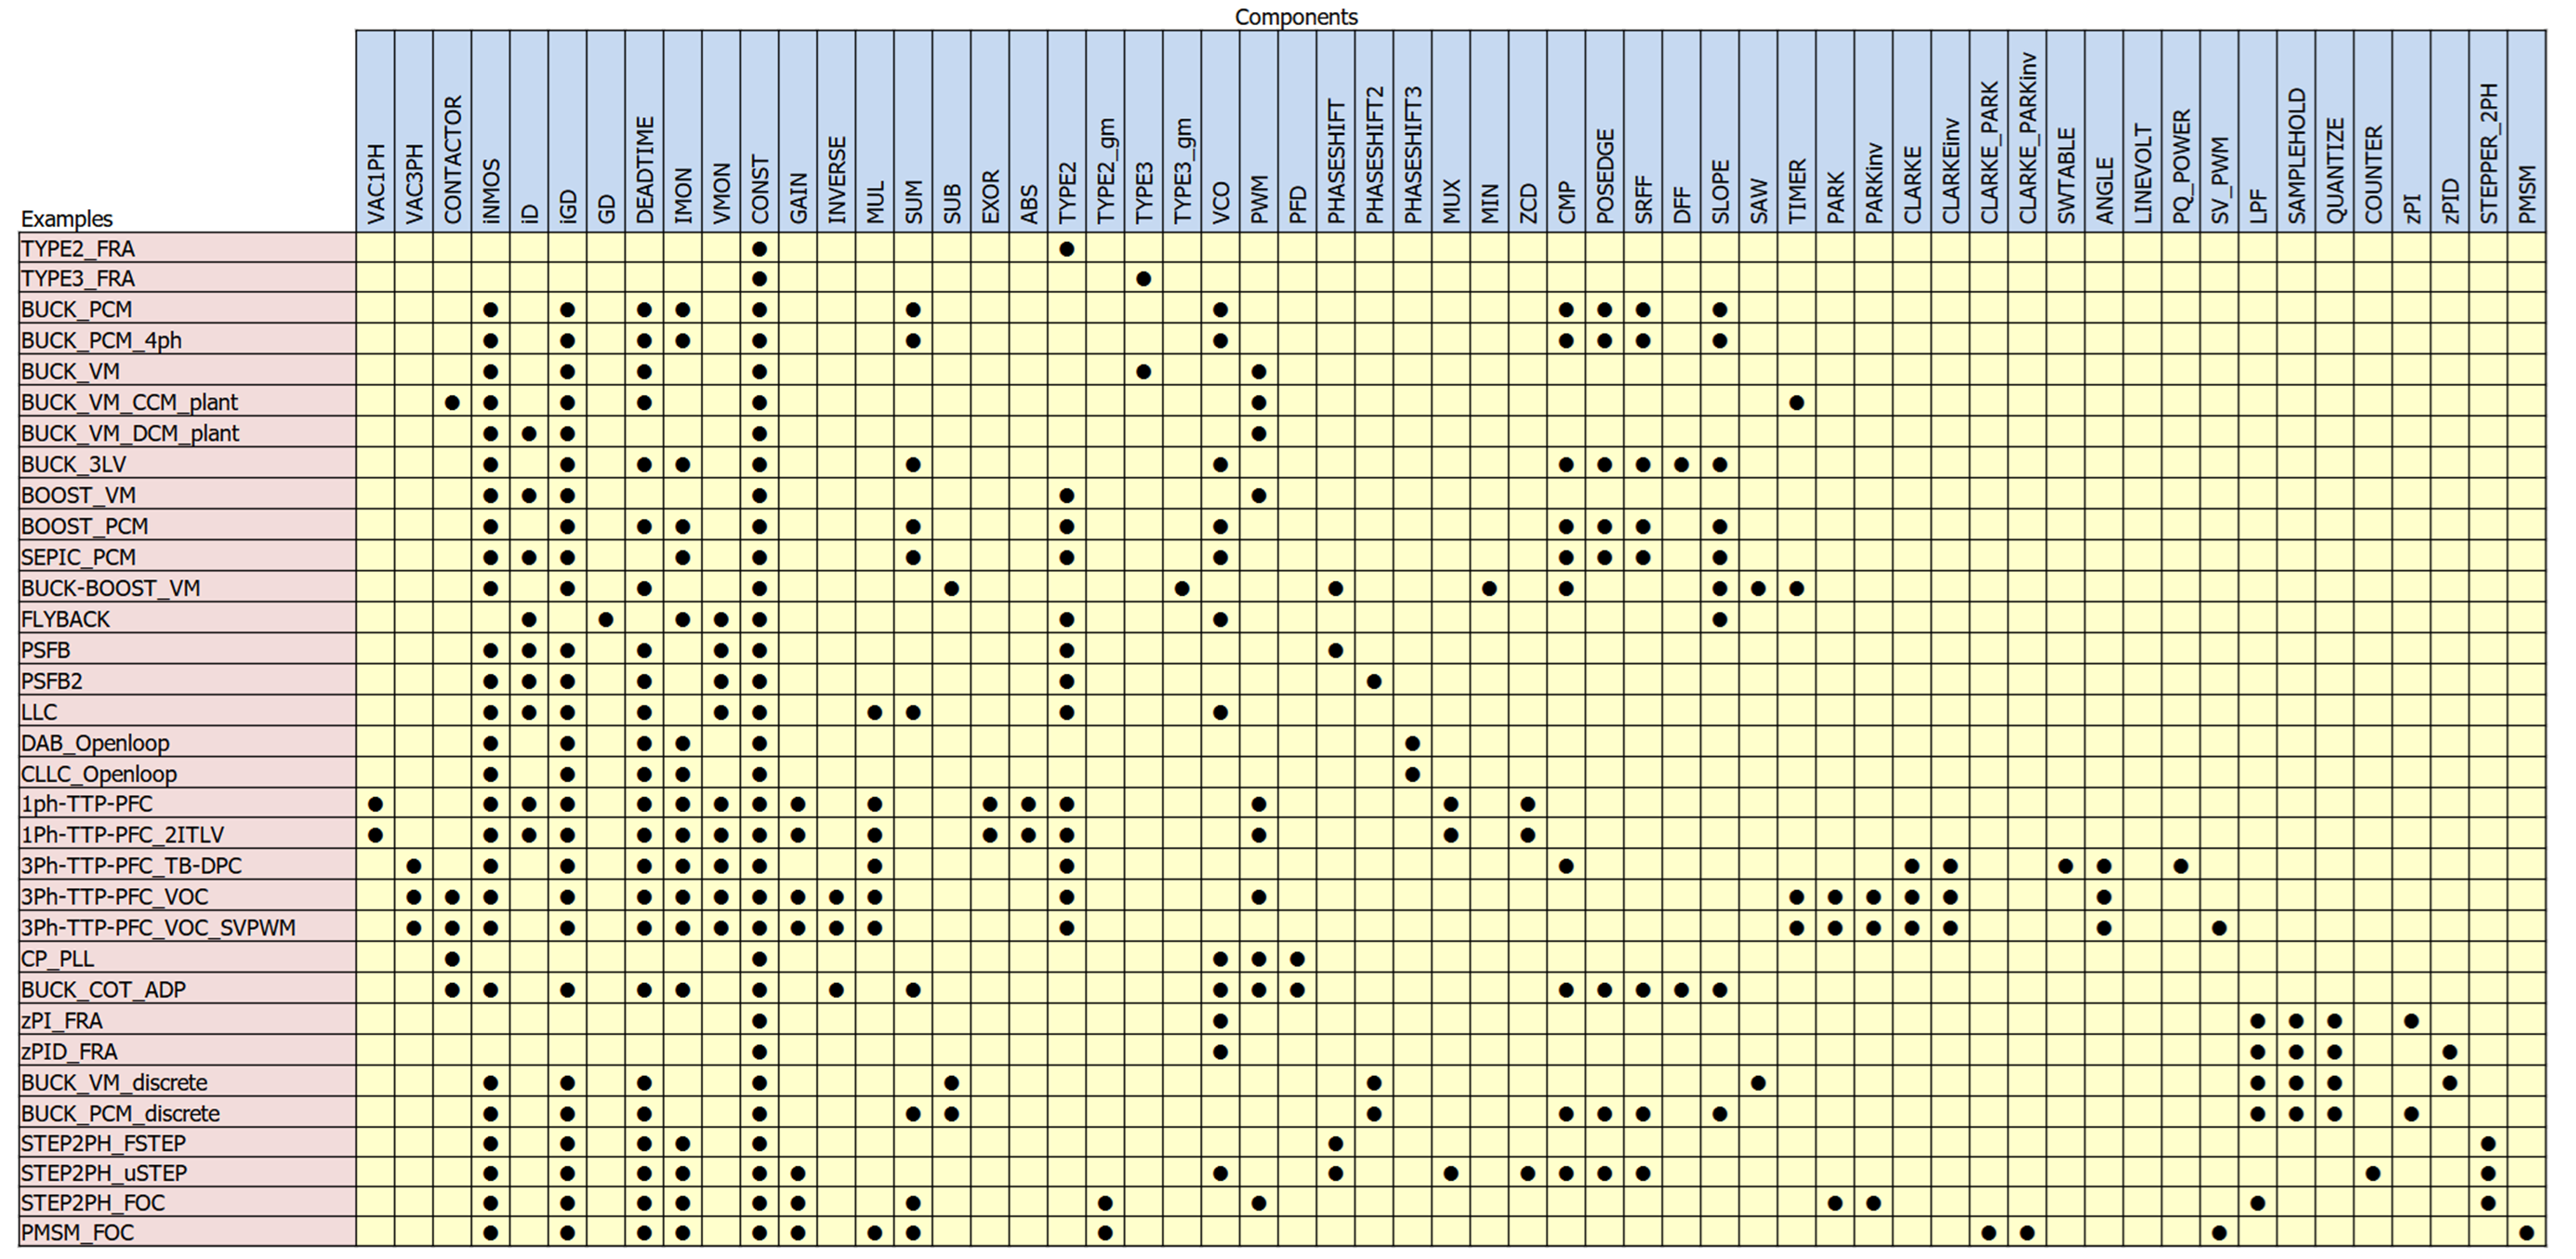 Components
Examples VAC1PH VAC3PH CONTACTOR iNMOS iD iGD GD DEADTIME IMON VMON CONST GAIN INVERSE MUL SUM SUB EXOR ABS TYPE2 TYPE2_gm TYPE3 TYPE3_gm VCO PWM PFD PHASESHIFT PHASESHIFT2 PHASESHIFT3 MUX MIN ZCD CMP POSEDGE SRFF DFF SLOPE SAW TIMER PARK PARKinv CLARKE CLARKEinv CLARKE_PARK CLARKE_PARKinv SWTABLE ANGLE LINEVOLT PQ_POWER SV_PWM LPF SAMPLEHOLD QUANTIZE COUNTER zPI zPID STEPPER_2PH PMSM
TYPE2_FRA
TYPE3_FRA
BUCK_PCM
BUCK_PCM_4ph
BUCK_VM
BUCK_VM_CCM_plant
BUCK_VM_DCM_plant
BUCK_3LV
BOOST_VM
BOOST_PCM
SEPIC_PCM
BUCK-BOOST_VM
FLYBACK
PSFB
PSFB2
LLC
DAB_Openloop
CLLC_Openloop
1ph-TTP-PFC
1Ph-TTP-PFC_2ITLV
3Ph-TTP-PFC_TB-DPC
3Ph-TTP-PFC_VOC
3Ph-TTP-PFC_VOC_SVPWM
CP_PLL
BUCK_COT_ADP
zPI_FRA
zPID_FRA
BUCK_VM_discrete
BUCK_PCM_discrete
STEP2PH_FSTEP
STEP2PH_uSTEP
STEP2PH_FOC
PMSM_FOC